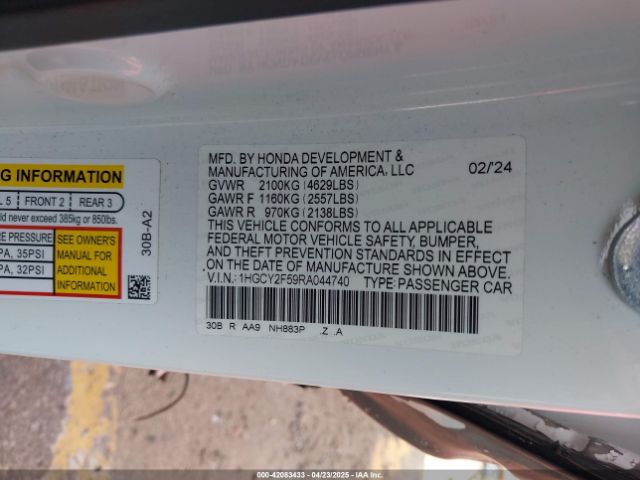 MFD. BY HONDA DEVELOPMENT & 
MANUFACTURING OF AMERICA, LLC 02/24
GVWR 2100KG (4629LBS)
GAWR F 1160KG (2557LBS)
GAWR R 970KG (2138LBS)
THIS VEHICLE CONFORMS TO ALL APPLICABLE
FEDERAL MOTOR VEHICLE SAFETY, BUMPER,
AND THEFT PREVENTION STANDARDS IN EFFECT
ON THE DATE OF MANUFACTURE SHOWN ABOVE.
V.I.N.: 1HGCY2F59RA044740 TYPE: PASSENGER CAR
30B R AA9 NH883P .Z .A
G INFORMATION
L 5 FRONT 2 REAR 3
ld never exceed 385kg or 850lbs.
RE PRESSURE
PA, 35PSI
PA, 32PSI
SEE OWNER'S
MANUAL FOR
ADDITIONAL
INFORMATION
30B-A2
000-42083433 - 04/23/2025 - WWW.IAAI.COM